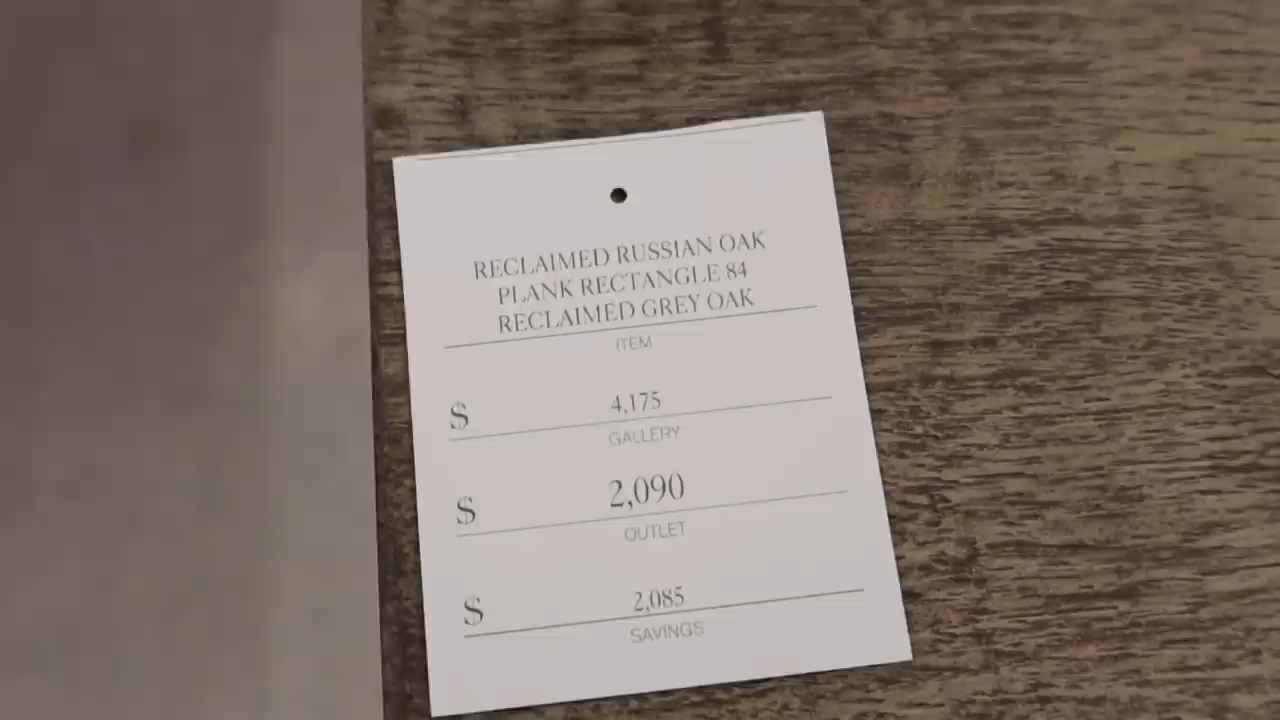 RECLAIMED RUSSIAN OAK
PLANK RECTANGLE 84
RECLAIMED GREY OAK
ITEM
$ 4,175
GALLERY
$ 2,090
OUTLET
$ 2,085
SAVINGS